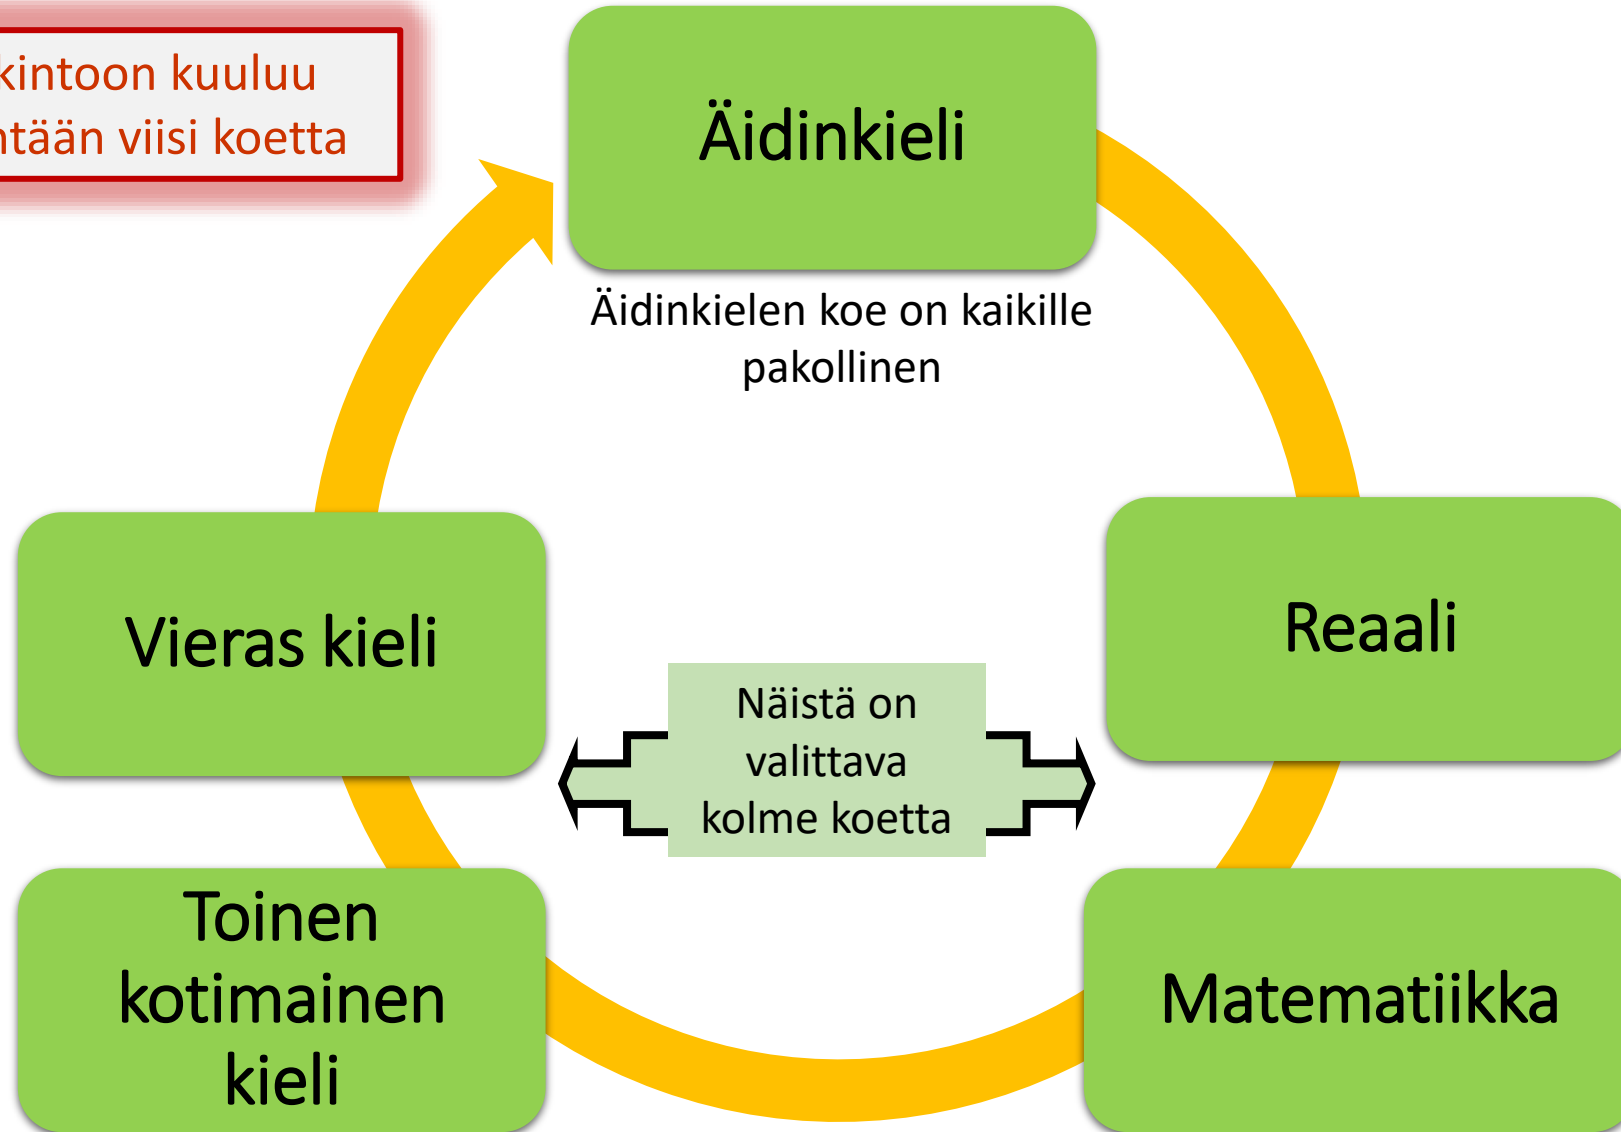 kintoon kuuluu
ntään viisi koetta
Äidinkieli
Äidinkielen koe on kaikille
pakollinen
Vieras kieli
Reaali
Näistä on
valittava
kolme koetta
Toinen
kotimainen
kieli
Matematiikka